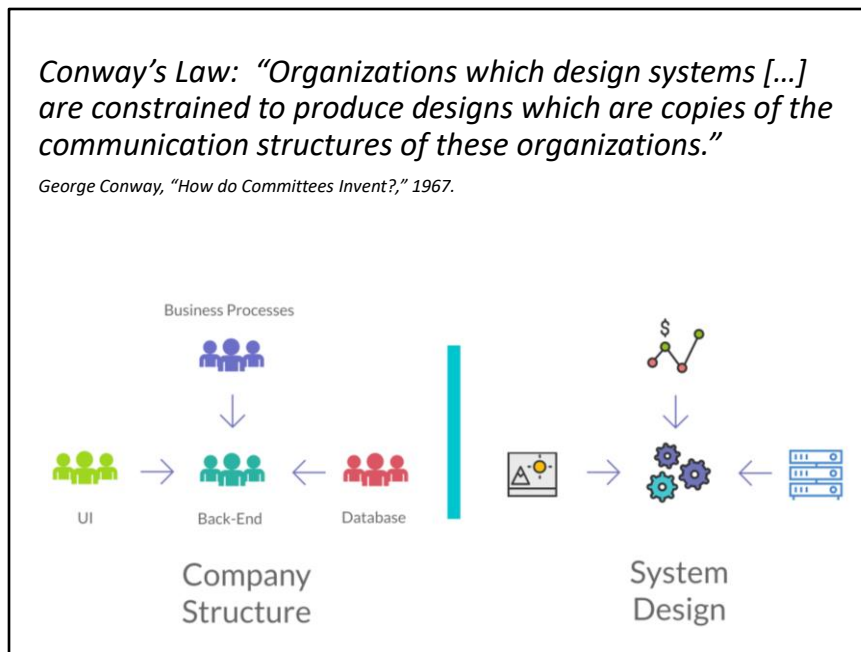 Conway’s Law:  “Organizations which design systems […]
are constrained to produce designs which are copies of the
communication structures of these organizations.”
George Conway, “How do Committees Invent?,” 1967.
Business Processes
$
UI
Back-End
Database
Company
Structure
System
Design